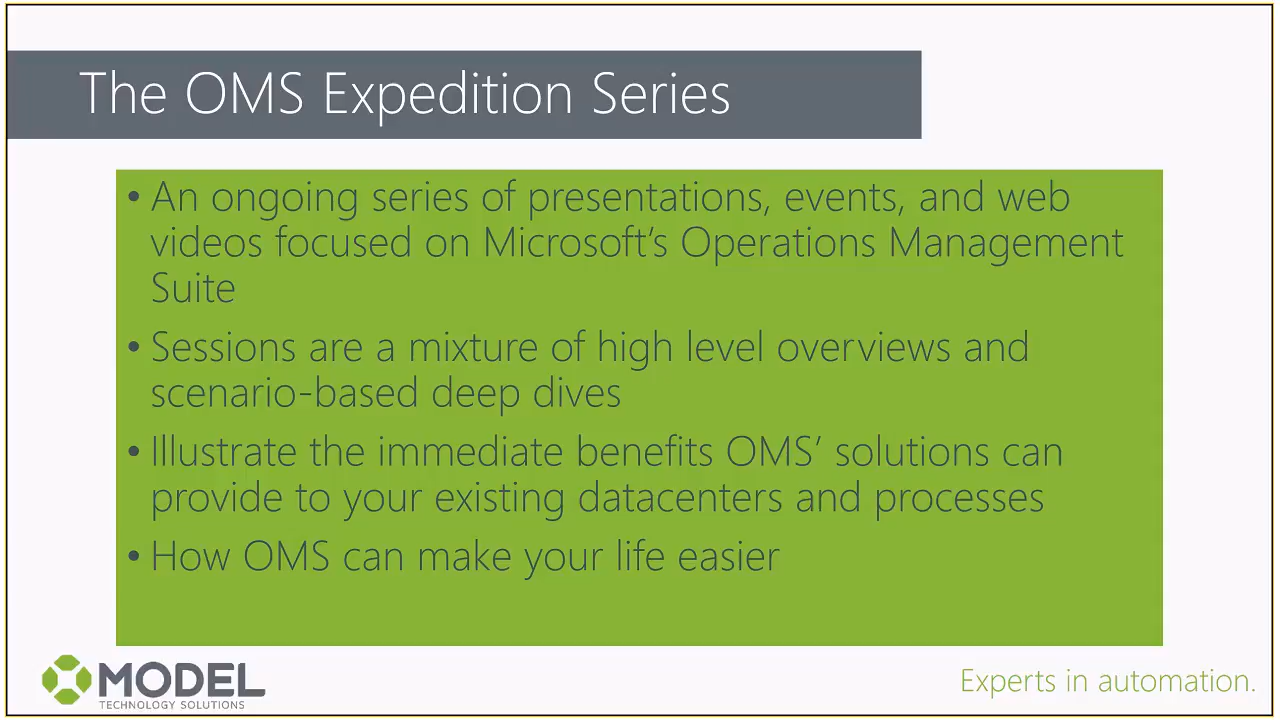 The OMS Expedition Series
• An ongoing series of presentations, events, and web
videos focused on Microsoft’s Operations Management
Suite
• Sessions are a mixture of high level overviews and
scenario-based deep dives
• Illustrate the immediate benefits OMS’ solutions can
provide to your existing datacenters and processes
• How OMS can make your life easier
MODEL
TECHNOLOGY SOLUTIONS
Experts in automation.